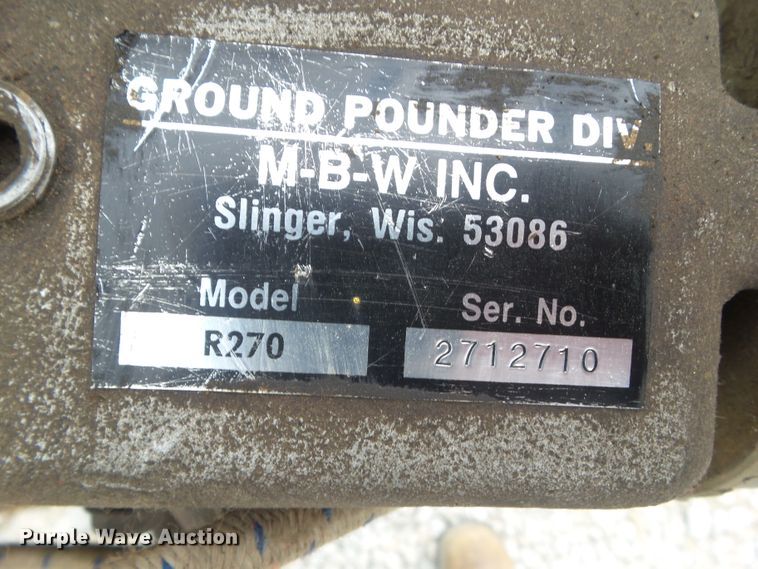 GROUND POUNDER DIV.
M-B-W INC.
Slinger, Wis. 53086
Model Ser. No.
R270 2712710
Purple Wave Auction